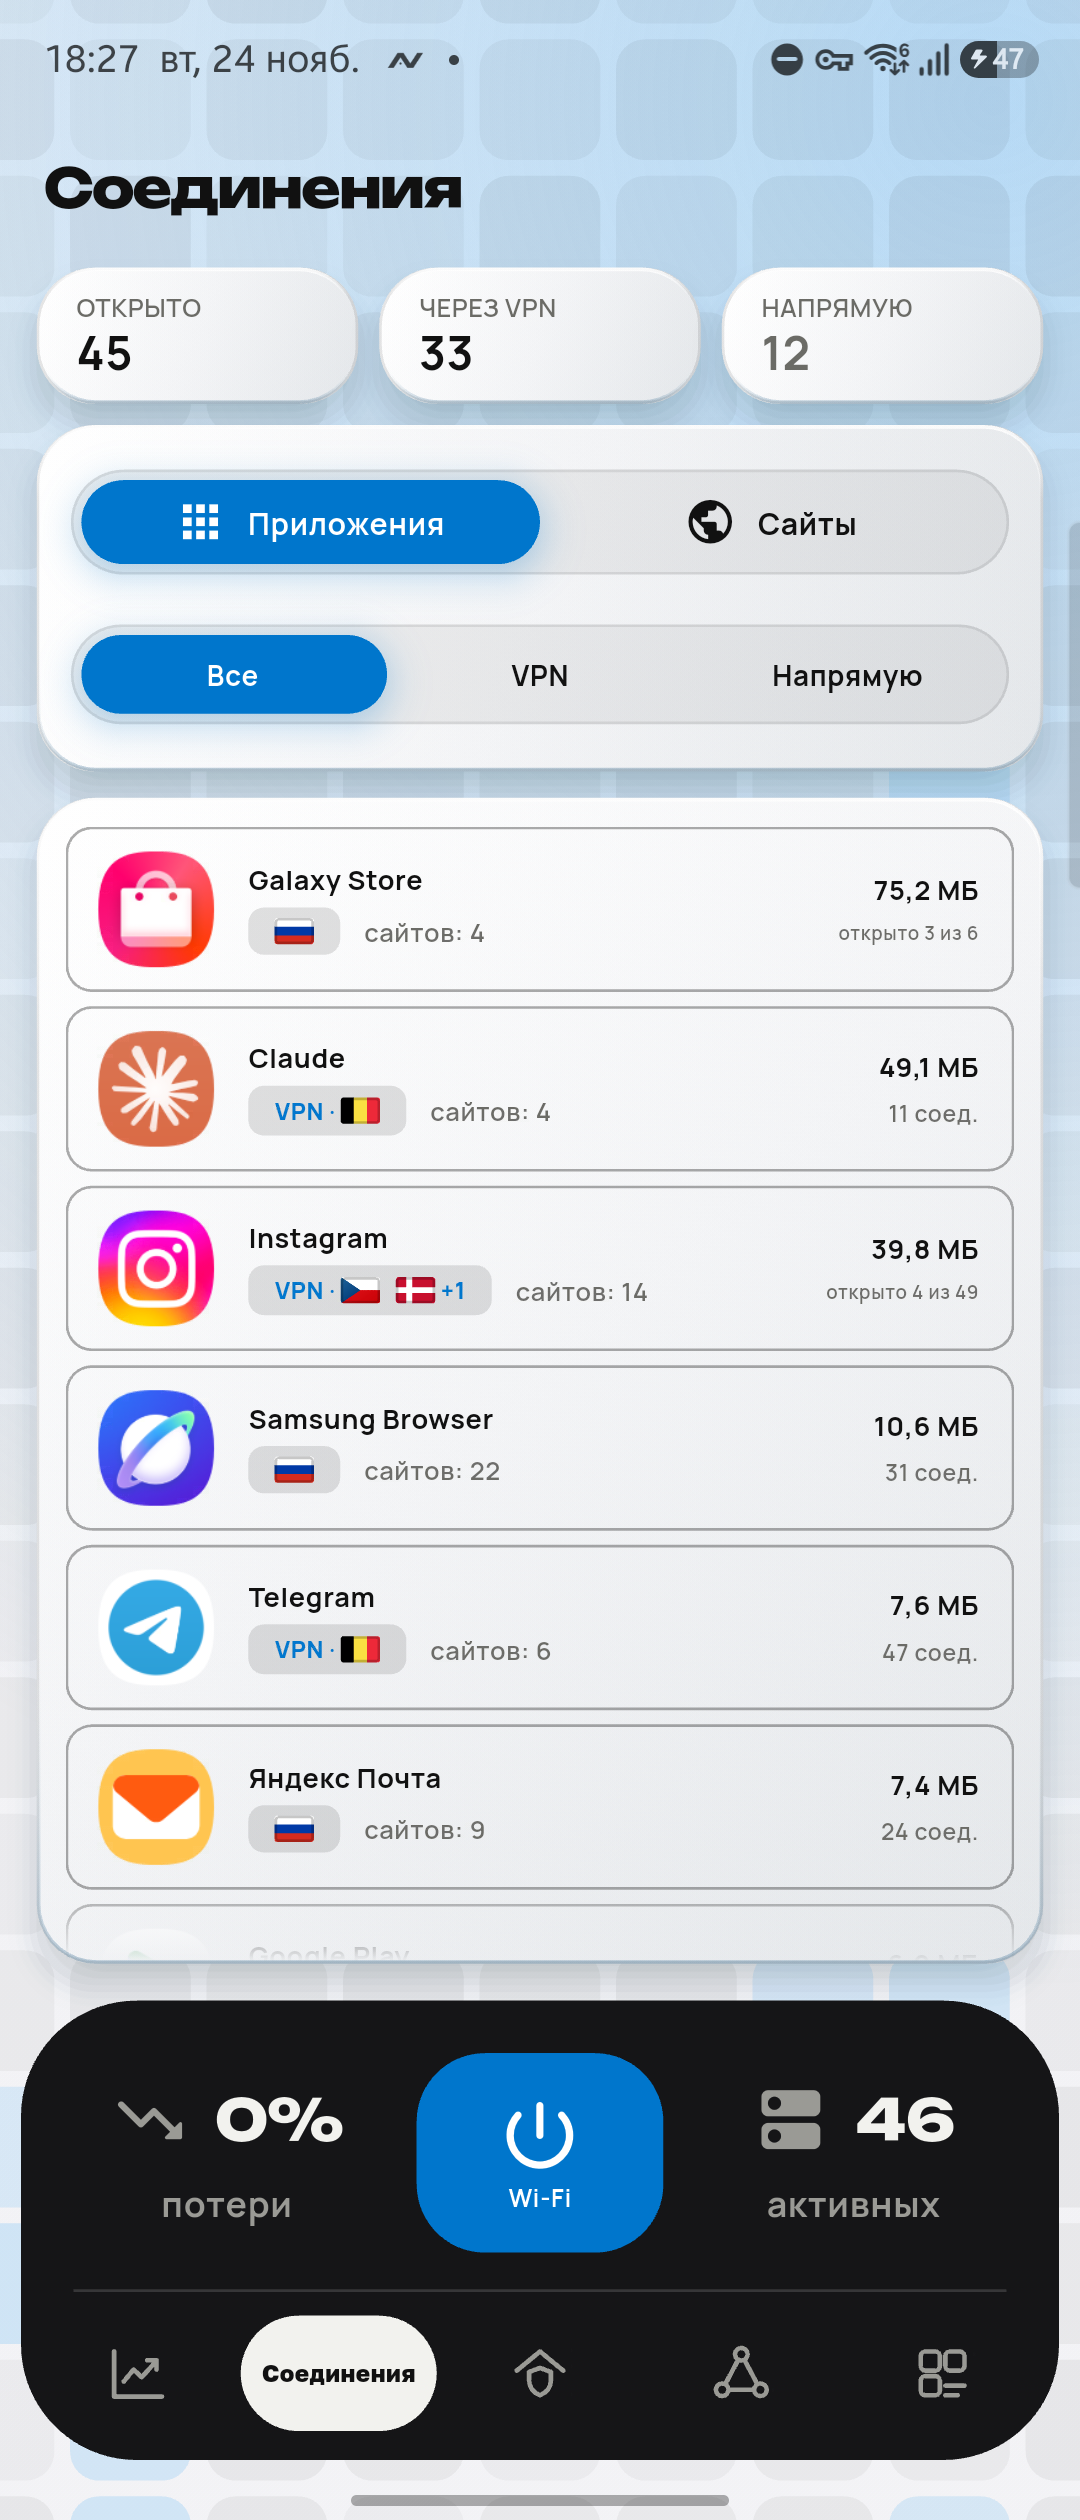 18:27 вт, 24 нояб.
6
47
Соединения
ОТКРЫТО
45
ЧЕРЕЗ VPN
33
НАПРЯМУЮ
12
Приложения
Сайты
Все
VPN
Напрямую
Galaxy Store
сайтов: 4
75,2 МБ
открыто 3 из 6
Claude
VPN ·
сайтов: 4
49,1 МБ
11 соед.
Instagram
VPN · +1
сайтов: 14
39,8 МБ
открыто 4 из 49
Samsung Browser
сайтов: 22
10,6 МБ
31 соед.
Telegram
VPN ·
сайтов: 6
7,6 МБ
47 соед.
Яндекс Почта
сайтов: 9
7,4 МБ
24 соед.
Google Play
0%
потери
Wi-Fi
46
активных
Соединения